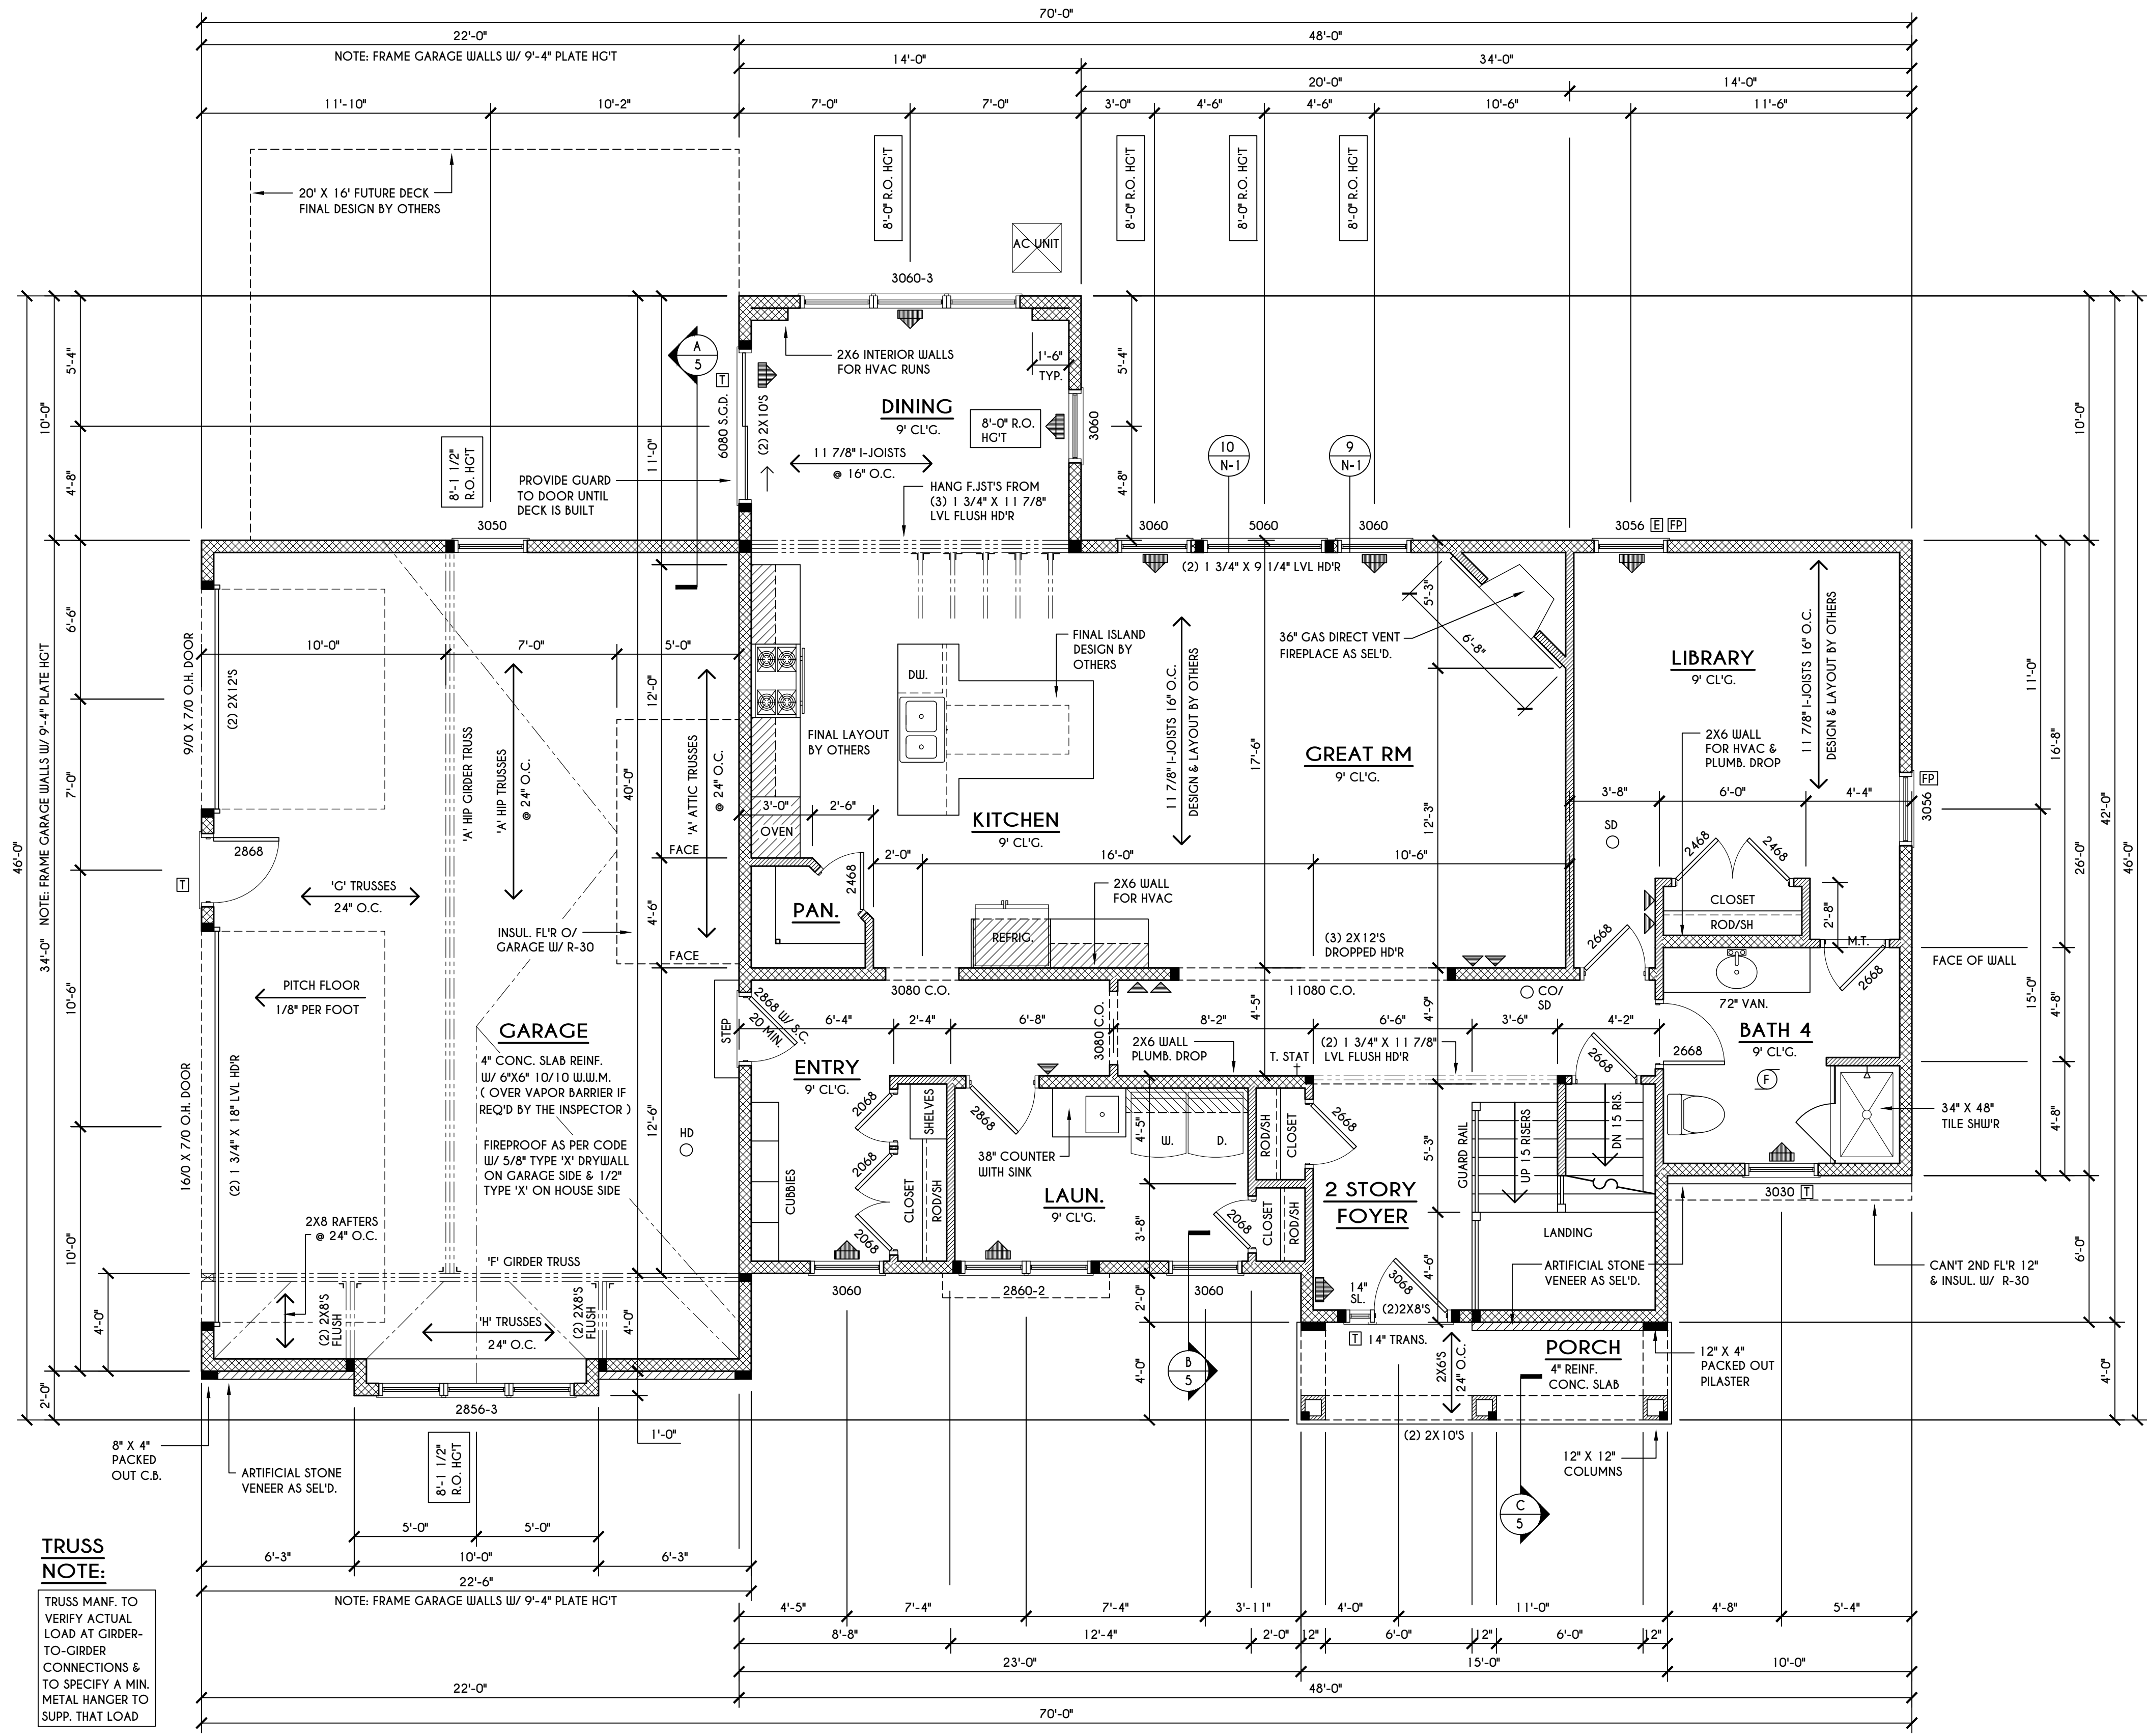 70'-0"
22'-0"
48'-0"
NOTE: FRAME GARAGE WALLS W/ 9'-4" PLATE HG'T
14'-0"
34'-0"
20'-0"
14'-0"
11'-10"
10'-2"
7'-0"
7'-0"
3'-0"
4'-6"
4'-6"
10'-6"
11'-6"
8'-0" R.O. HG'T
8'-0" R.O. HG'T
8'-0" R.O. HG'T
8'-0" R.O. HG'T
20' X 16' FUTURE DECK
FINAL DESIGN BY OTHERS
AC UNIT
3060-3
A
5
T
6080 S.G.D.
(2) 2X10'S
2X6 INTERIOR WALLS
FOR HVAC RUNS
1'-6"
TYP.
DINING
9' CL'G.
8'-0" R.O.
HG'T
3060
5'-4"
4'-8"
11 7/8" I-JOISTS
@ 16" O.C.
HANG F.JST'S FROM
(3) 1 3/4" X 11 7/8"
LVL FLUSH HD'R
PROVIDE GUARD
TO DOOR UNTIL
DECK IS BUILT
8'-1 1/2"
R.O. HG'T
11'-0"
10
N-1
9
N-1
5'-4"
10'-0"
4'-8"
46'-0"
34'-0" NOTE: FRAME GARAGE WALLS W/ 9'-4" PLATE HG'T
6'-6"
7'-0"
10'-6"
10'-0"
4'-0"
2'-0"
10'-0"
42'-0"
46'-0"
3050
3060
5060
3060
3056
E
FP
(2) 1 3/4" X 9 1/4" LVL HD'R
9/0 X 7/0 O.H. DOOR
(2) 2X12'S
10'-0"
7'-0"
5'-0"
'A' HIP GIRDER TRUSS
'A' HIP TRUSSES
@ 24" O.C.
'A' ATTIC TRUSSES
@ 24" O.C.
12'-0"
40'-0"
4'-6"
12'-6"
FACE
FACE
DW.
FINAL ISLAND
DESIGN BY
OTHERS
FINAL LAYOUT
BY OTHERS
11 7/8" I-JOISTS 16" O.C.
DESIGN & LAYOUT BY OTHERS
17'-6"
36" GAS DIRECT VENT
FIREPLACE AS SEL'D.
5'-3"
6'-8"
12'-3"
GREAT RM
9' CL'G.
KITCHEN
9' CL'G.
LIBRARY
9' CL'G.
11 7/8" I-JOISTS 16" O.C.
DESIGN & LAYOUT BY OTHERS
2X6 WALL
FOR HVAC &
PLUMB. DROP
FP
3056
11'-0"
16'-8"
26'-0"
15'-0"
4'-8"
4'-8"
6'-0"
4'-0"
3'-0"
2'-6"
OVEN
2'-0"
16'-0"
10'-6"
3'-8"
6'-0"
4'-4"
SD
2468
2468
CLOSET
ROD/SH
2'-8"
M.T.
2668
2668
FACE OF WALL
2868
T
'G' TRUSSES
24" O.C.
INSUL. FL'R O/
GARAGE W/ R-30
PITCH FLOOR
1/8" PER FOOT
PAN.
2468
REFRIG.
2X6 WALL
FOR HVAC
(3) 2X12'S
DROPPED HD'R
3080 C.O.
11080 C.O.
CO/
SD
72" VAN.
BATH 4
9' CL'G.
F
34" X 48"
TILE SHW'R
GARAGE
4" CONC. SLAB REINF.
W/ 6"X6" 10/10 W.W.M.
( OVER VAPOR BARRIER IF
REQ'D BY THE INSPECTOR )
FIREPROOF AS PER CODE
W/ 5/8" TYPE 'X' DRYWALL
ON GARAGE SIDE & 1/2"
TYPE 'X' ON HOUSE SIDE
STEP
2868 W/ S.C.
20 MIN.
HD
16/0 X 7/0 O.H. DOOR
(2) 1 3/4" X 18" LVL HD'R
6'-4"
2'-4"
6'-8"
3080 C.O.
8'-2"
4'-5"
6'-6"
4'-9"
3'-6"
4'-2"
2X6 WALL
PLUMB. DROP
T. STAT
(2) 1 3/4" X 11 7/8"
LVL FLUSH HD'R
2668
2668
ENTRY
9' CL'G.
CUBBIES
2068
2068
2068
SHELVES
CLOSET
ROD/SH
2868
38" COUNTER
WITH SINK
W.
D.
4'-5"
3'-8"
LAUN.
9' CL'G.
ROD/SH
CLOSET
2668
2068
CLOSET
ROD/SH
2 STORY
FOYER
5'-3"
4'-6"
GUARD RAIL
UP 15 RISERS
DN 15 RIS.
LANDING
3030
T
ARTIFICIAL STONE
VENEER AS SEL'D.
CAN'T 2ND FL'R 12"
& INSUL. W/ R-30
2X8 RAFTERS
@ 24" O.C.
'F' GIRDER TRUSS
(2) 2X8'S
FLUSH
'H' TRUSSES
24" O.C.
(2) 2X8'S
FLUSH
4'-0"
4'-0"
1'-0"
3060
2860-2
3060
2'-0"
4'-0"
14"
SL.
3068
(2)2X8'S
T
14" TRANS.
2X6'S
24" O.C.
PORCH
4" REINF.
CONC. SLAB
12" X 4"
PACKED OUT
PILASTER
(2) 2X10'S
12" X 12"
COLUMNS
B
5
C
5
2856-3
8'-1 1/2"
R.O. HG'T
8" X 4"
PACKED
OUT C.B.
ARTIFICIAL STONE
VENEER AS SEL'D.
5'-0"
5'-0"
6'-3"
10'-0"
6'-3"
22'-6"
NOTE: FRAME GARAGE WALLS W/ 9'-4" PLATE HG'T
TRUSS
NOTE:
TRUSS MANF. TO
VERIFY ACTUAL
LOAD AT GIRDER-
TO-GIRDER
CONNECTIONS &
TO SPECIFY A MIN.
METAL HANGER TO
SUPP. THAT LOAD
4'-5"
7'-4"
7'-4"
3'-11"
4'-0"
11'-0"
4'-8"
5'-4"
8'-8"
12'-4"
2'-0"
12"
6'-0"
12"
6'-0"
12"
23'-0"
15'-0"
10'-0"
22'-0"
48'-0"
70'-0"